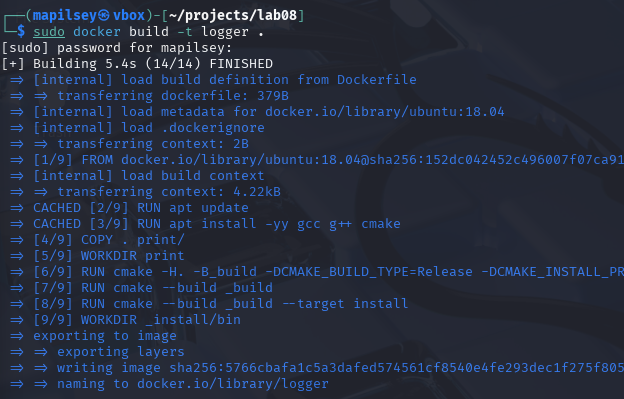 ┌──(mapilsey㉿vbox)-[~/projects/lab08]
└─$ sudo docker build -t logger .
[sudo] password for mapilsey:
[+] Building 5.4s (14/14) FINISHED
=> [internal] load build definition from Dockerfile
=> => transferring dockerfile: 379B
=> [internal] load metadata for docker.io/library/ubuntu:18.04
=> [internal] load .dockerignore
=> => transferring context: 2B
=> [1/9] FROM docker.io/library/ubuntu:18.04@sha256:152dc042452c496007f07ca91
=> [internal] load build context
=> => transferring context: 4.22kB
=> CACHED [2/9] RUN apt update
=> CACHED [3/9] RUN apt install -yy gcc g++ cmake
=> [4/9] COPY . print/
=> [5/9] WORKDIR print
=> [6/9] RUN cmake -H. -B_build -DCMAKE_BUILD_TYPE=Release -DCMAKE_INSTALL_PR
=> [7/9] RUN cmake --build _build
=> [8/9] RUN cmake --build _build --target install
=> [9/9] WORKDIR _install/bin
=> exporting to image
=> => exporting layers
=> => writing image sha256:5766cbafa1c5a3dafed574561cf8540e4fe293dec1f275f805
=> => naming to docker.io/library/logger